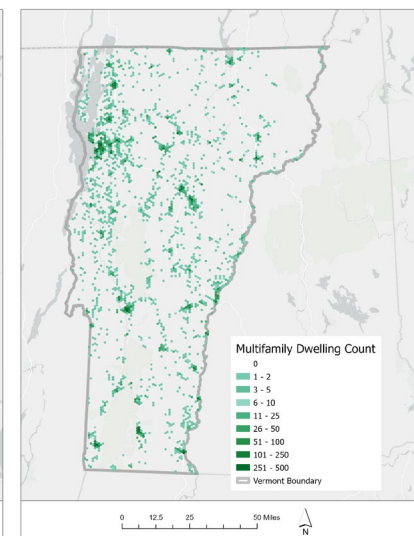 Multifamily Dwelling Count
0
1 - 2
3 - 5
6 - 10
11 - 25
26 - 50
51 - 100
101 - 250
251 - 500
Vermont Boundary
0 12.5 25 50 Miles
N